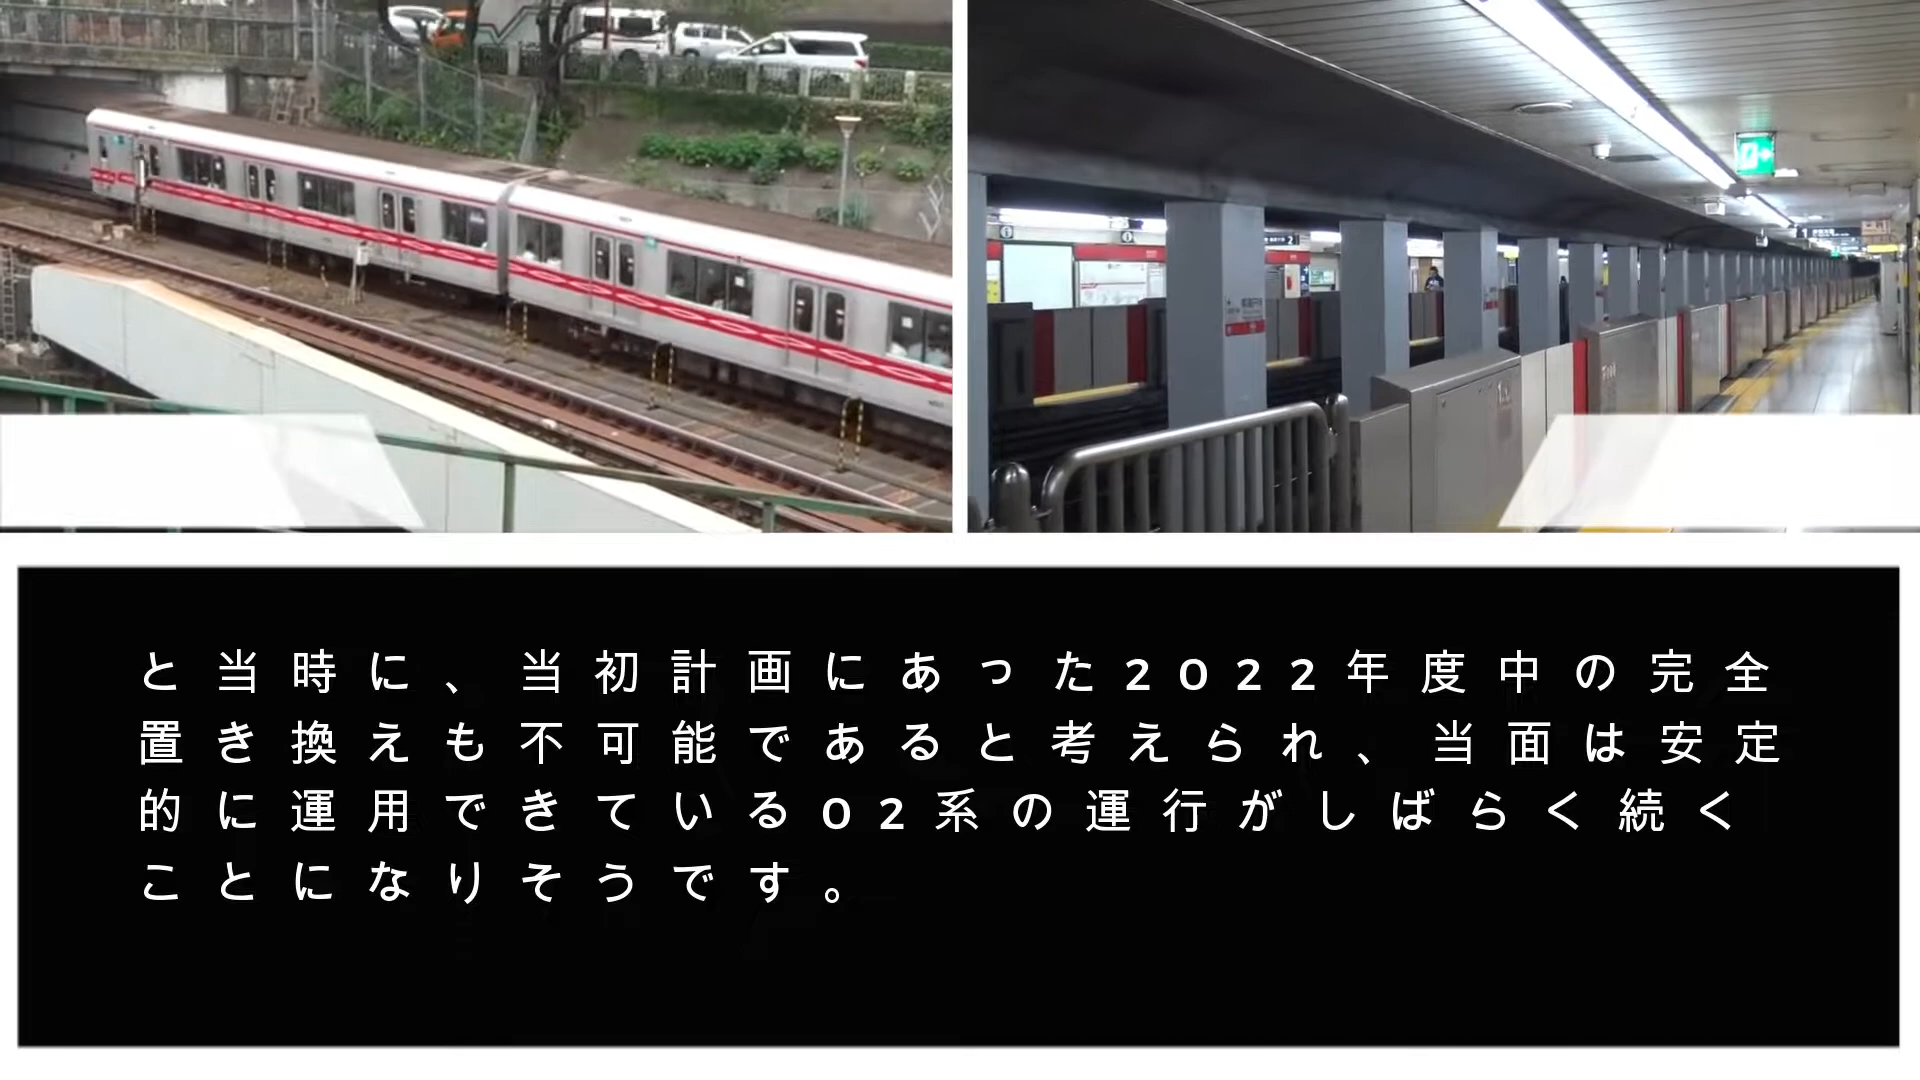 と当時に、当初計画にあった2022年度中の完全
置き換えも不可能であると考えられ、当面は安定
的に運用できている02系の運行がしばらく続く
ことになりそうです。